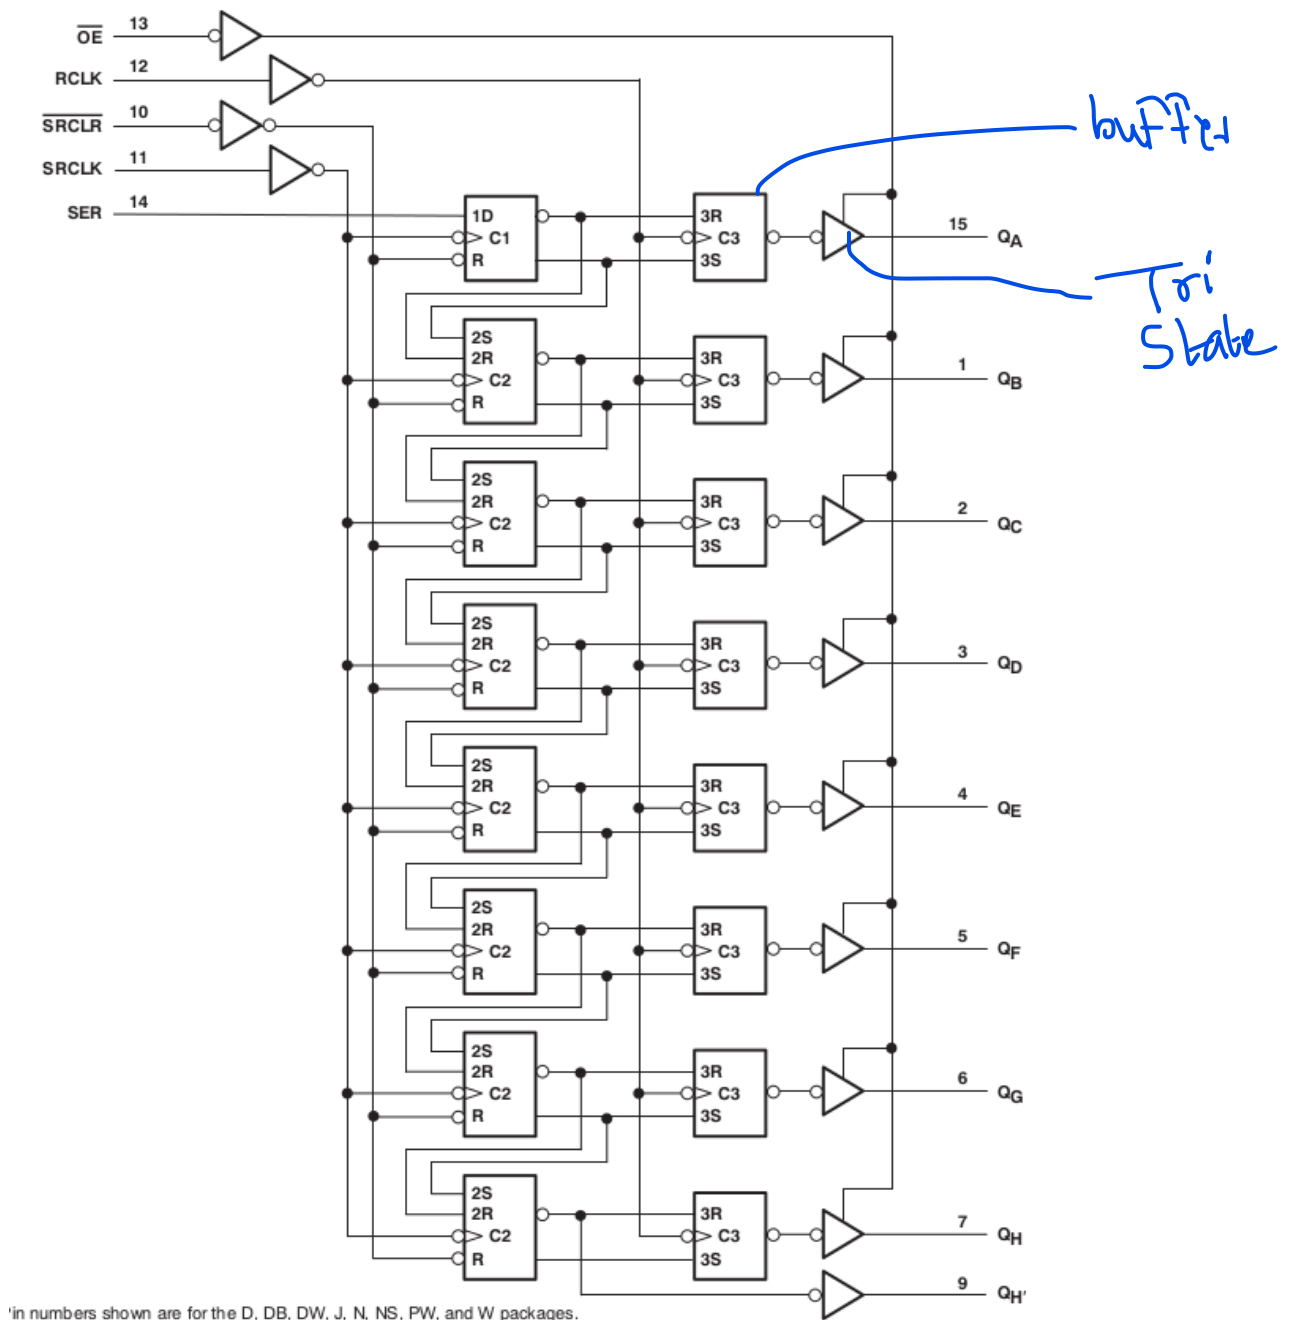 OE 13
RCLK 12
SRCLR 10
SRCLK 11
SER 14
buffer
1D
C1
R
3R
C3
3S
15 QA
Tri
State
2S
2R
C2
R
3R
C3
3S
1 QB
2S
2R
C2
R
3R
C3
3S
2 QC
2S
2R
C2
R
3R
C3
3S
3 QD
2S
2R
C2
R
3R
C3
3S
4 QE
2S
2R
C2
R
3R
C3
3S
5 QF
2S
2R
C2
R
3R
C3
3S
6 QG
2S
2R
C2
R
3R
C3
3S
7 QH
9 QH'
'in numbers shown are for the D, DB, DW, J, N, NS, PW, and W packages.